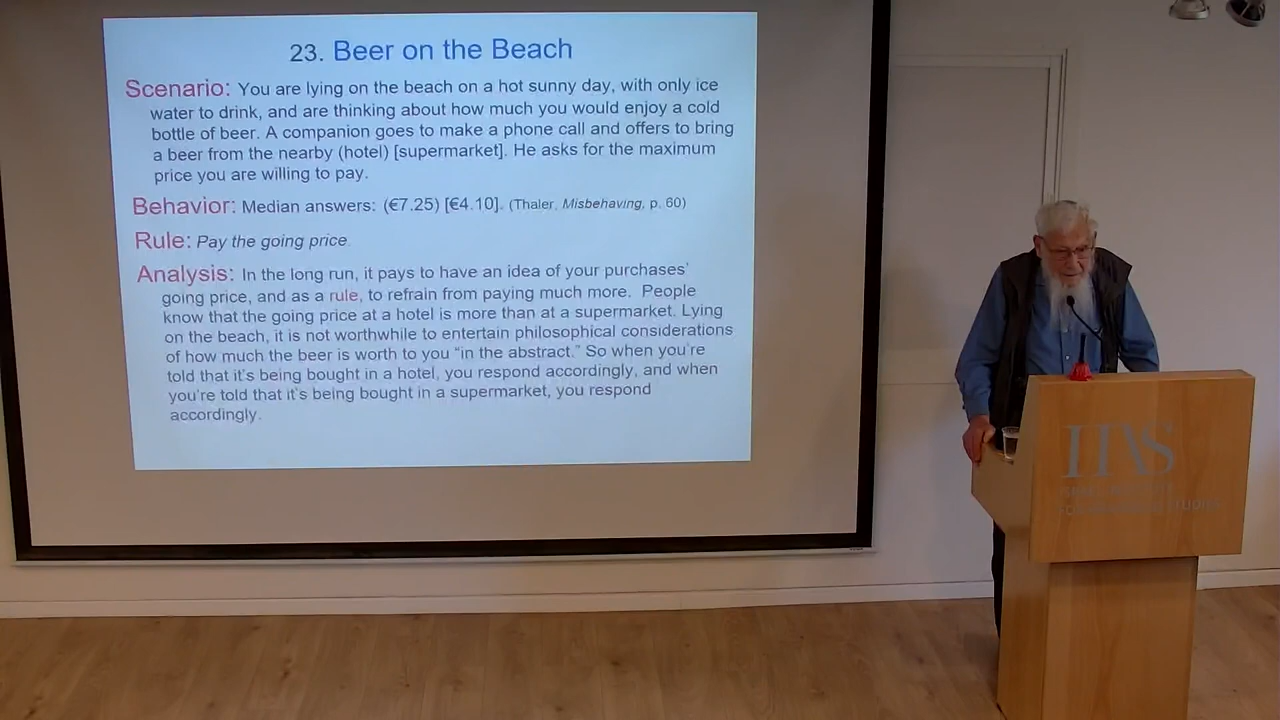 23. Beer on the Beach
Scenario: You are lying on the beach on a hot sunny day, with only ice
water to drink, and are thinking about how much you would enjoy a cold
bottle of beer. A companion goes to make a phone call and offers to bring
a beer from the nearby (hotel) [supermarket]. He asks for the maximum
price you are willing to pay.
Behavior: Median answers: (€7.25) [€4.10]. (Thaler, Misbehaving, p. 60)
Rule: Pay the going price
Analysis: In the long run, it pays to have an idea of your purchases'
going price, and as a rule, to refrain from paying much more. People
know that the going price at a hotel is more than at a supermarket. Lying
on the beach, it is not worthwhile to entertain philosophical considerations
of how much the beer is worth to you "in the abstract." So when you're
told that it's being bought in a hotel, you respond accordingly, and when
you're told that it's being bought in a supermarket, you respond
accordingly.
IIAS
STUDIES